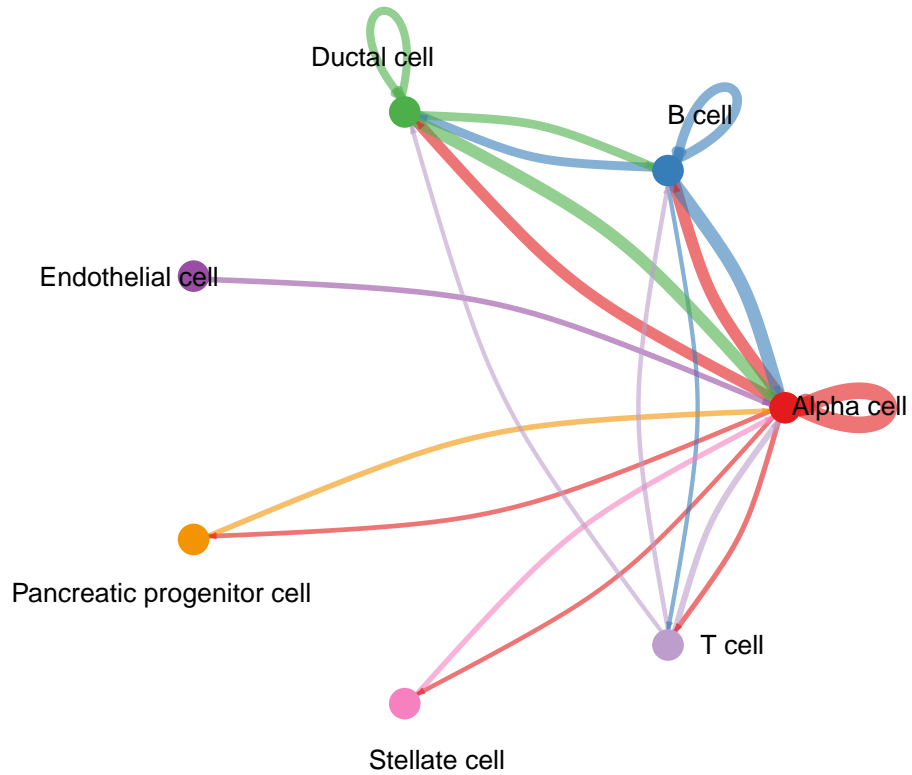 Ductal cell
B cell
Endothelial cell
Alpha cell
Pancreatic progenitor cell
T cell
Stellate cell